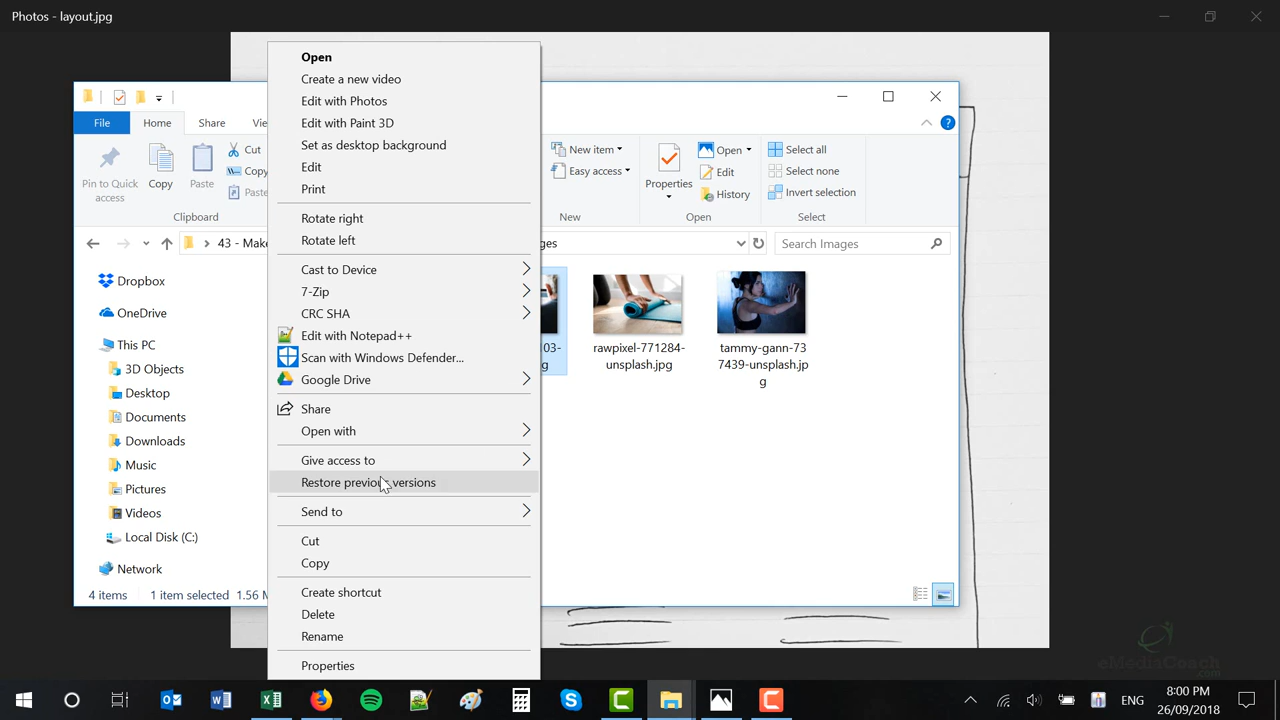 Photos - layout.jpg
File
Home
Share
Pin to Quick
access
Copy
Paste
Cut
Clipboard
New item
Easy access
New
Properties
Open
Edit
History
Open
Select all
Select none
Invert selection
Select
43 - Make
Search Images
Dropbox
OneDrive
This PC
3D Objects
Desktop
Documents
Downloads
Music
Pictures
Videos
Local Disk (C:)
Network
4 items
1 item selected
Open
Create a new video
Edit with Photos
Edit with Paint 3D
Set as desktop background
Edit
Print
Rotate right
Rotate left
Cast to Device
7-Zip
CRC SHA
Edit with Notepad++
Scan with Windows Defender...
Google Drive
Share
Open with
Give access to
Restore previous versions
Send to
Cut
Copy
Create shortcut
Delete
Rename
Properties
rawpixel-771284-
unsplash.jpg
tammy-gann-73
7439-unsplash.jp
g
eMediaCoach
.com
ENG
8:00 PM
26/09/2018